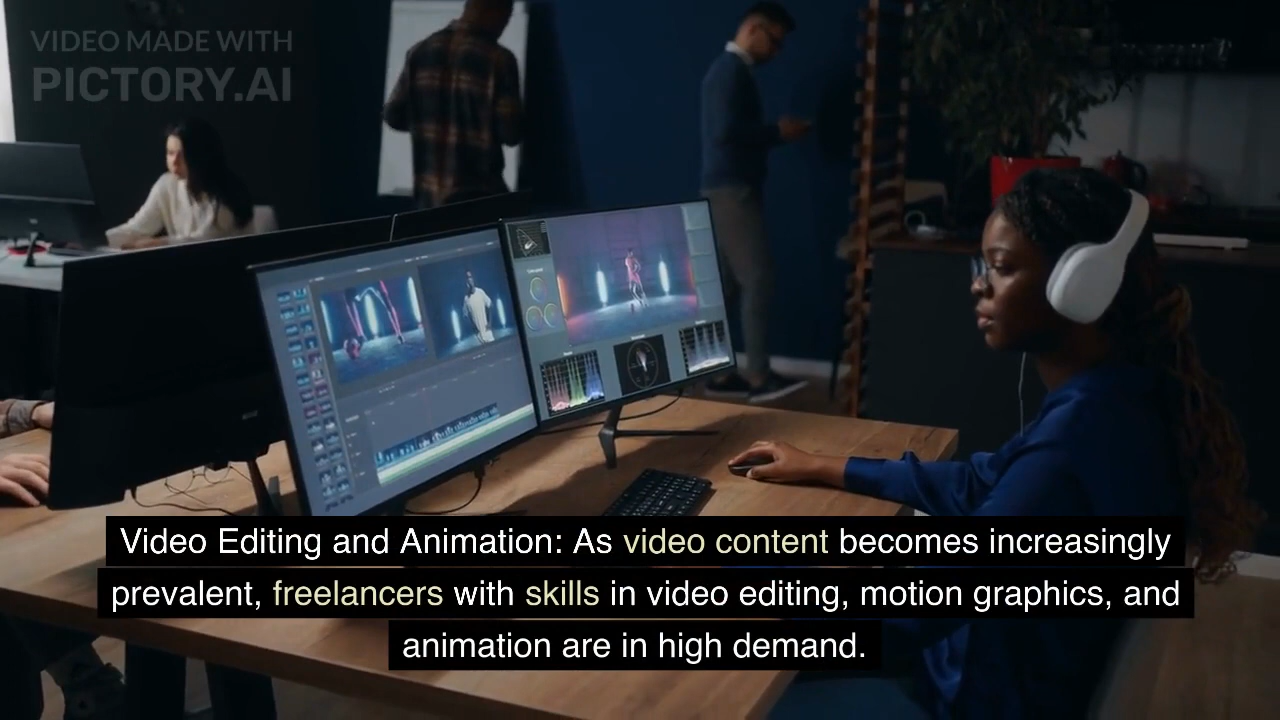 VIDEO MADE WITH
PICTORY.AI
Video Editing and Animation: As video content becomes increasingly
prevalent, freelancers with skills in video editing, motion graphics, and
animation are in high demand.